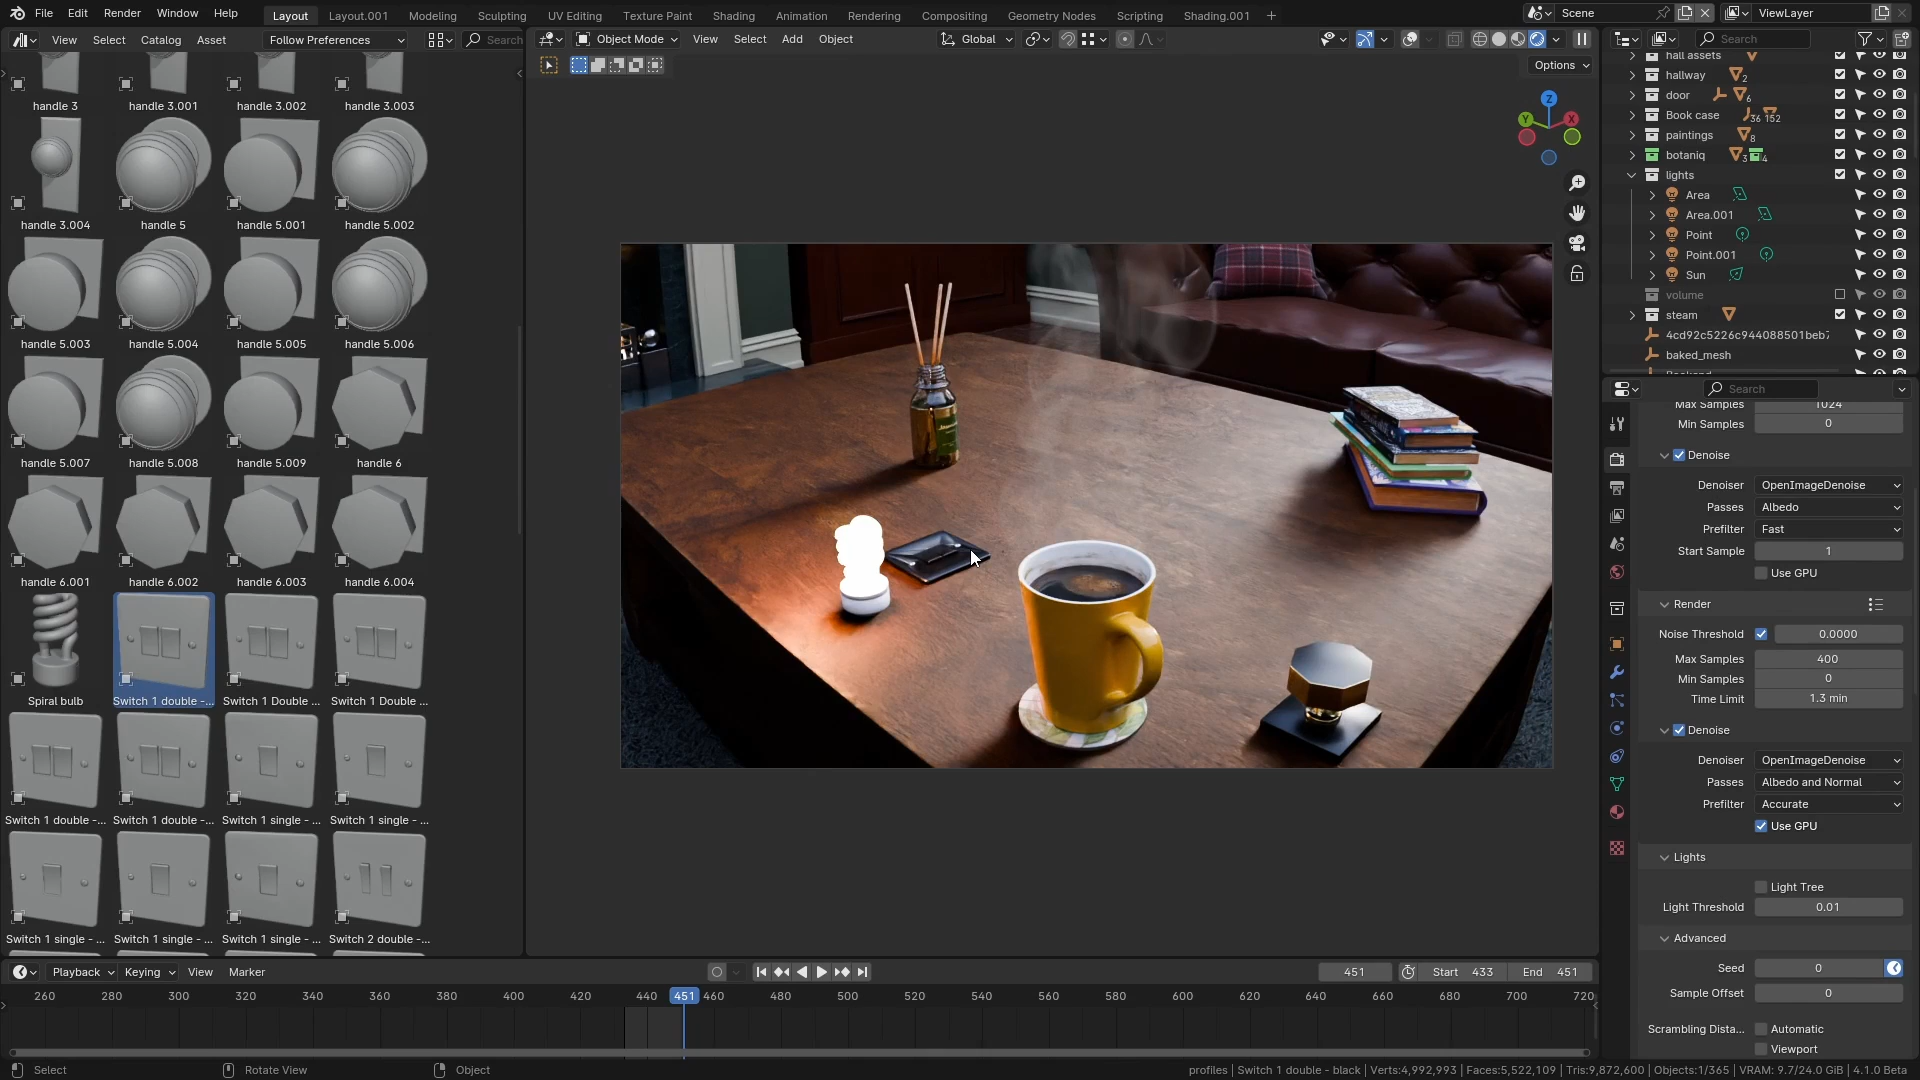 File Edit Render Window Help
Layout Layout.001 Modeling Sculpting UV Editing Texture Paint Shading Animation Rendering Compositing Geometry Nodes Scripting Shading.001 +
Scene
ViewLayer
View Select Catalog Asset Follow Preferences Search
Object Mode View Select Add Object Global
Options
Search
Z
Y
X
handle 3 handle 3.001 handle 3.002 handle 3.003
handle 3.004 handle 5 handle 5.001 handle 5.002
handle 5.003 handle 5.004 handle 5.005 handle 5.006
handle 5.007 handle 5.008 handle 5.009 handle 6
handle 6.001 handle 6.002 handle 6.003 handle 6.004
Spiral bulb Switch 1 double -... Switch 1 Double ... Switch 1 Double ...
Switch 1 double -... Switch 1 double -... Switch 1 single - ... Switch 1 single - ...
Switch 1 single - ... Switch 1 single - ... Switch 1 single - ... Switch 2 double -...
hall assets
hallway 2
door 6
Book case 36 152
paintings 8
botaniq 3 4
lights
Area
Area.001
Point
Point.001
Sun
volume
steam
4cd92c5226c944088501beb7
baked_mesh
Search
Max Samples 1024
Min Samples 0
Denoise
Denoiser OpenImageDenoise
Passes Albedo
Prefilter Fast
Start Sample 1
Use GPU
Render
Noise Threshold 0.0000
Max Samples 400
Min Samples 0
Time Limit 1.3 min
Denoise
Denoiser OpenImageDenoise
Passes Albedo and Normal
Prefilter Accurate
Use GPU
Lights
Light Tree
Light Threshold 0.01
Advanced
Seed 0
Sample Offset 0
Scrambling Dista... Automatic
Viewport
Playback Keying View Marker 451 Start 433 End 451
260 280 300 320 340 360 380 400 420 440 451 460 480 500 520 540 560 580 600 620 640 660 680 700 720
Select Rotate View Object profiles | Switch 1 double - black | Verts:4,992,993 | Faces:5,522,109 | Tris:9,872,600 | Objects:1/365 | VRAM: 9.7/24.0 GiB | 4.1.0 Beta